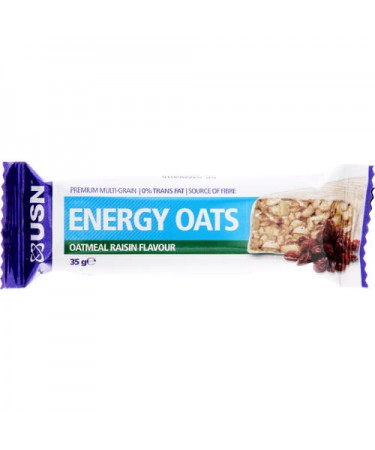 USN
PREMIUM MULTI-GRAIN | 0% TRANS FAT | SOURCE OF FIBRE
ENERGY OATS
OATMEAL RAISIN FLAVOUR
35 g℮